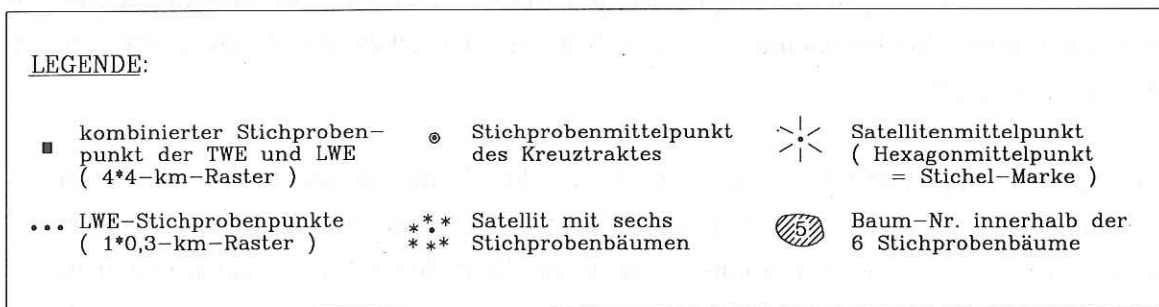 LEGENDE:
kombinierter Stichproben-
punkt der TWE und LWE
( 4*4-km-Raster )
Stichprobenmittelpunkt
des Kreuztraktes
Satellitenmittelpunkt
( Hexagonmittelpunkt
= Stichel-Marke )
LWE-Stichprobenpunkte
( 1*0,3-km-Raster )
Satellit mit sechs
Stichprobenbäumen
5
Baum-Nr. innerhalb der
6 Stichprobenbäume